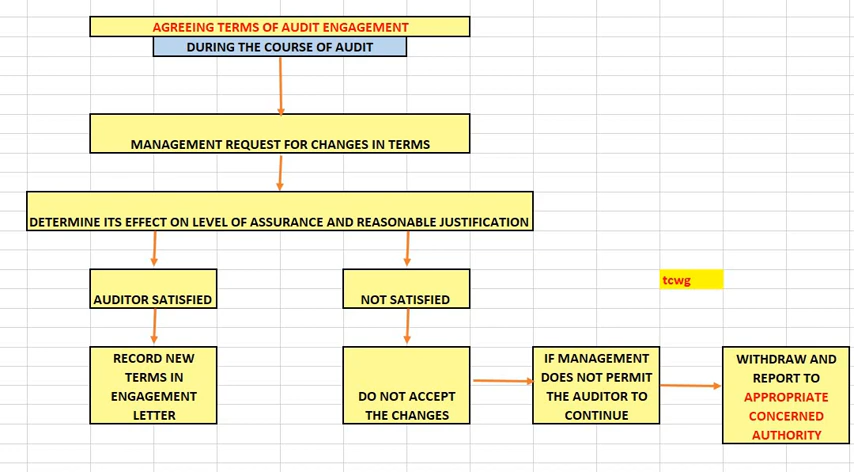 AGREEING TERMS OF AUDIT ENGAGEMENT
DURING THE COURSE OF AUDIT
MANAGEMENT REQUEST FOR CHANGES IN TERMS
DETERMINE ITS EFFECT ON LEVEL OF ASSURANCE AND REASONABLE JUSTIFICATION
AUDITOR SATISFIED
NOT SATISFIED
tcwg
RECORD NEW
TERMS IN
ENGAGEMENT
LETTER
DO NOT ACCEPT
THE CHANGES
IF MANAGEMENT
DOES NOT PERMIT
THE AUDITOR TO
CONTINUE
WITHDRAW AND
REPORT TO
APPROPRIATE
CONCERNED
AUTHORITY